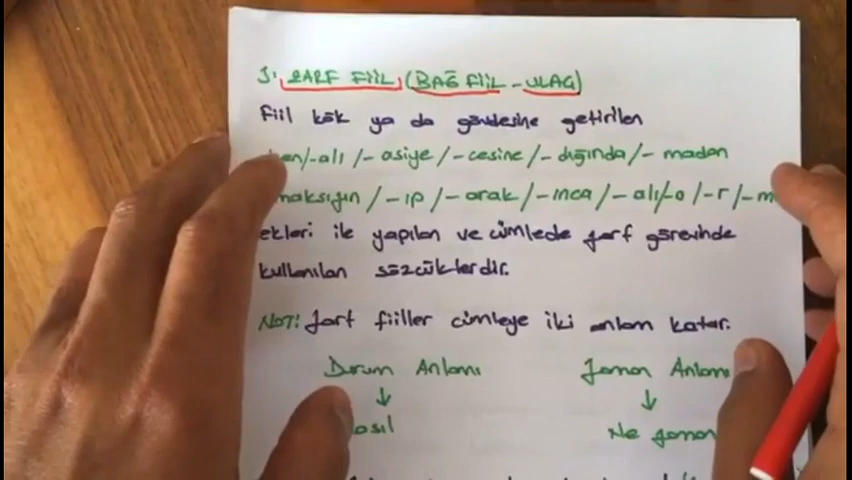 3. ZARF FİİL (BAĞ FİİL - ULAÇ)
Fiil kök ya da gövdesine getirilen
ken/-alı /- asiye /- cesine /- dığında /- madan
maksızın /- ıp /- arak /- ınca /- alı/-o /-r /-m
ekleri ile yapılan ve cümlede zarf görevinde
kullanılan sözcüklerdir.
NOT: Zarf fiiller cümleye iki anlam katar.
Durum Anlamı Zaman Anlamı
↓ ↓
Nasıl Ne zaman